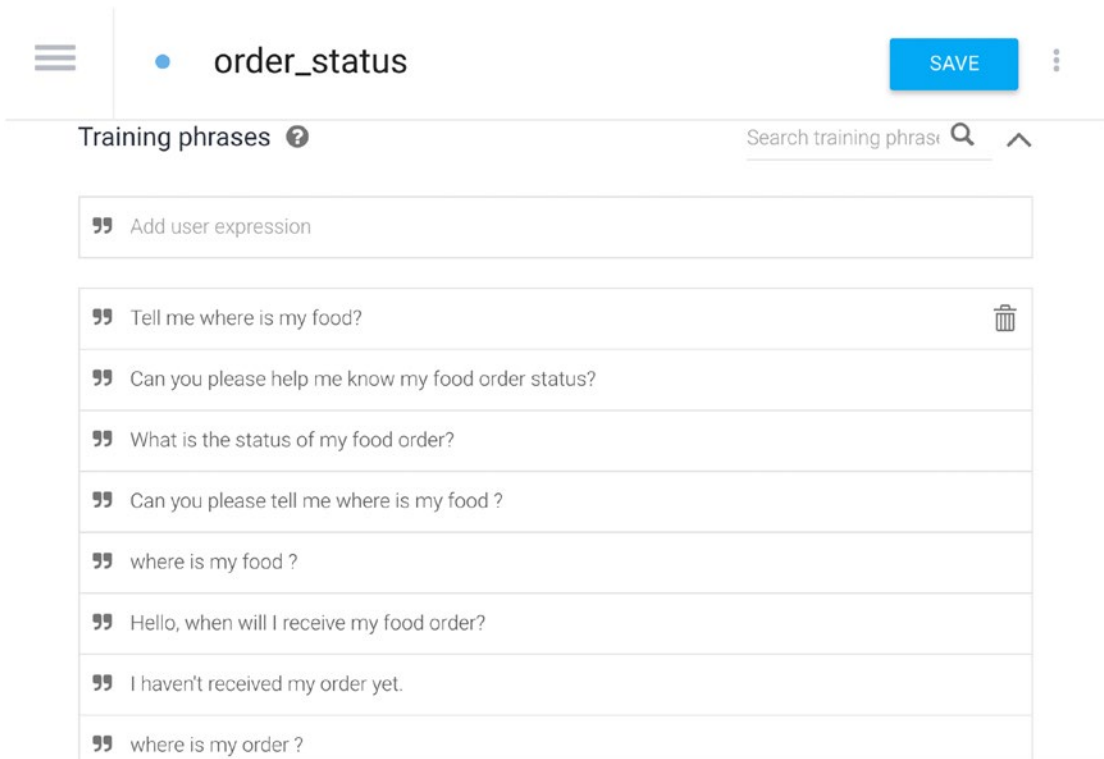 order_status
SAVE
Training phrases
Search training phras
Add user expression
Tell me where is my food?
Can you please help me know my food order status?
What is the status of my food order?
Can you please tell me where is my food ?
where is my food ?
Hello, when will I receive my food order?
I haven't received my order yet.
where is my order ?